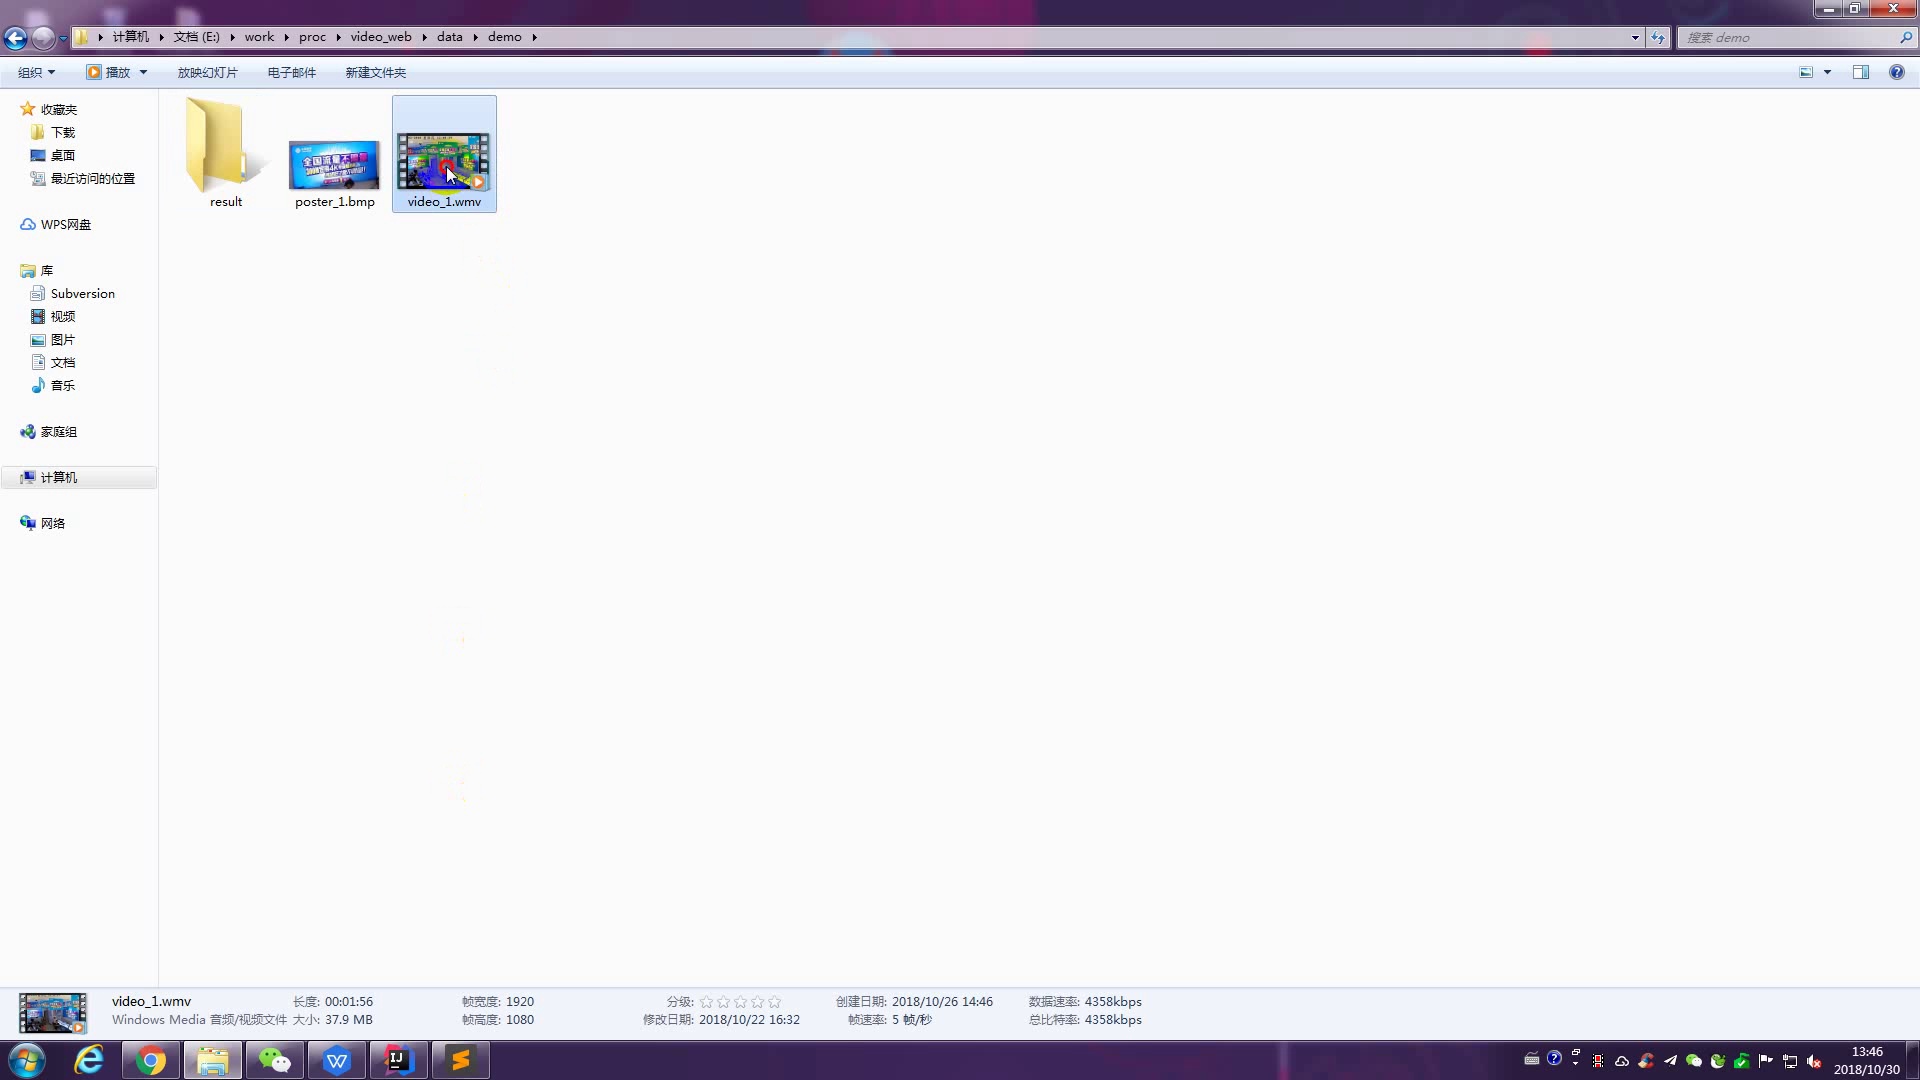 计算机 文档 (E:) work proc video_web data demo
搜索 demo
组织 播放 放映幻灯片 电子邮件 新建文件夹
收藏夹
下载
桌面
最近访问的位置
WPS网盘
库
Subversion
视频
图片
文档
音乐
家庭组
计算机
网络
全国流量不限量
result poster_1.bmp video_1.wmv
video_1.wmv 长度: 00:01:56 帧宽度: 1920 分级: 创建日期: 2018/10/26 14:46 数据速率: 4358kbps
Windows Media 音频/视频文件 大小: 37.9 MB 帧高度: 1080 修改日期: 2018/10/22 16:32 帧速率: 5 帧/秒 总比特率: 4358kbps
13:46
2018/10/30